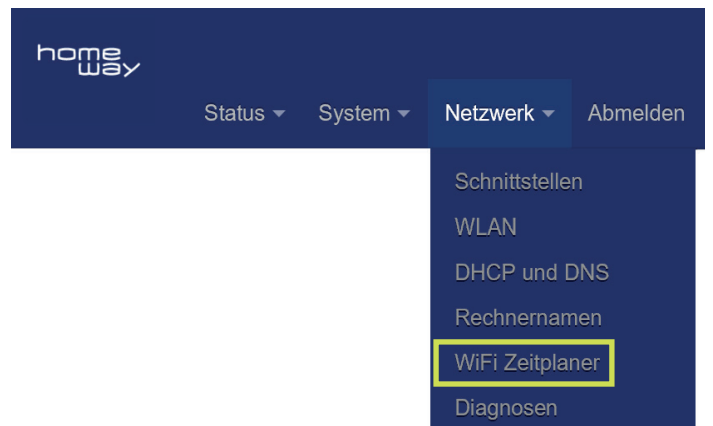 home
way
Status System Netzwerk Abmelden
Schnittstellen
WLAN
DHCP und DNS
Rechnernamen
WiFi Zeitplaner
Diagnosen